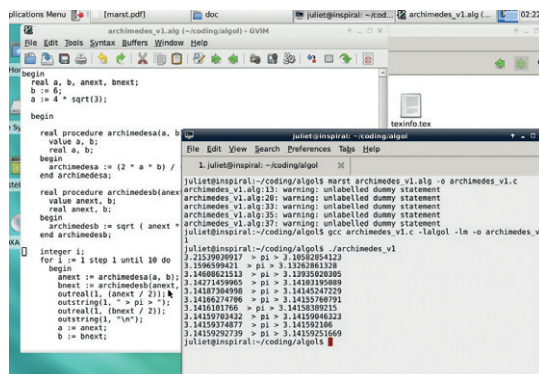 plications Menu
[marst.pdf]
doc
juliet@inspiral: ~/cod...
archimedes_v1.alg (...
02:22
archimedes_v1.alg (~/coding/algol) - GVIM
File Edit Tools Syntax Buffers Window Help
begin
real a, b, anext, bnext;
b := 6;
a := 4 * sqrt(3);
begin
real procedure archimedesa(a, b
value a, b;
real a, b;
begin
archimedesa := (2 * a * b) /
end archimedesa;
real procedure archimedesb(anext
value anext, b;
real anext, b;
begin
archimedesb := sqrt ( anext *
end archimedesb;
integer i;
for i := 1 step 1 until 10 do
begin
anext := archimedesa(a, b);
bnext := archimedesb(anext,
outreal(1, (anext / 2));
outstring(1, " > pi > ");
outreal(1, (bnext / 2));
outstring(1, "\n");
a := anext;
b := bnext;
texinfo.tex
juliet@inspiral:~/coding/algol
File Edit View Search Preferences Tabs Help
1. juliet@inspiral:~/coding/algol
juliet@inspiral:~/coding/algol$ marst archimedes_v1.alg -o archimedes_v1.c
archimedes_v1.alg:13: warning: unlabelled dummy statement
archimedes_v1.alg:20: warning: unlabelled dummy statement
archimedes_v1.alg:33: warning: unlabelled dummy statement
archimedes_v1.alg:35: warning: unlabelled dummy statement
archimedes_v1.alg:37: warning: unlabelled dummy statement
juliet@inspiral:~/coding/algol$ gcc archimedes_v1.c -lalgol -lm -o archimedes_v
1
juliet@inspiral:~/coding/algol$ ./archimedes_v1
3.21539030917 > pi > 3.10582854123
3.1596599421 > pi > 3.13262861328
3.14608621513 > pi > 3.13935020305
3.14271459965 > pi > 3.14103195089
3.14187304998 > pi > 3.14145247229
3.14166274706 > pi > 3.14155760791
3.1416101766 > pi > 3.14158389215
3.14159703432 > pi > 3.14159046323
3.14159374877 > pi > 3.14159210​6
3.14159292739 > pi > 3.14159251669
juliet@inspiral:~/coding/algol$